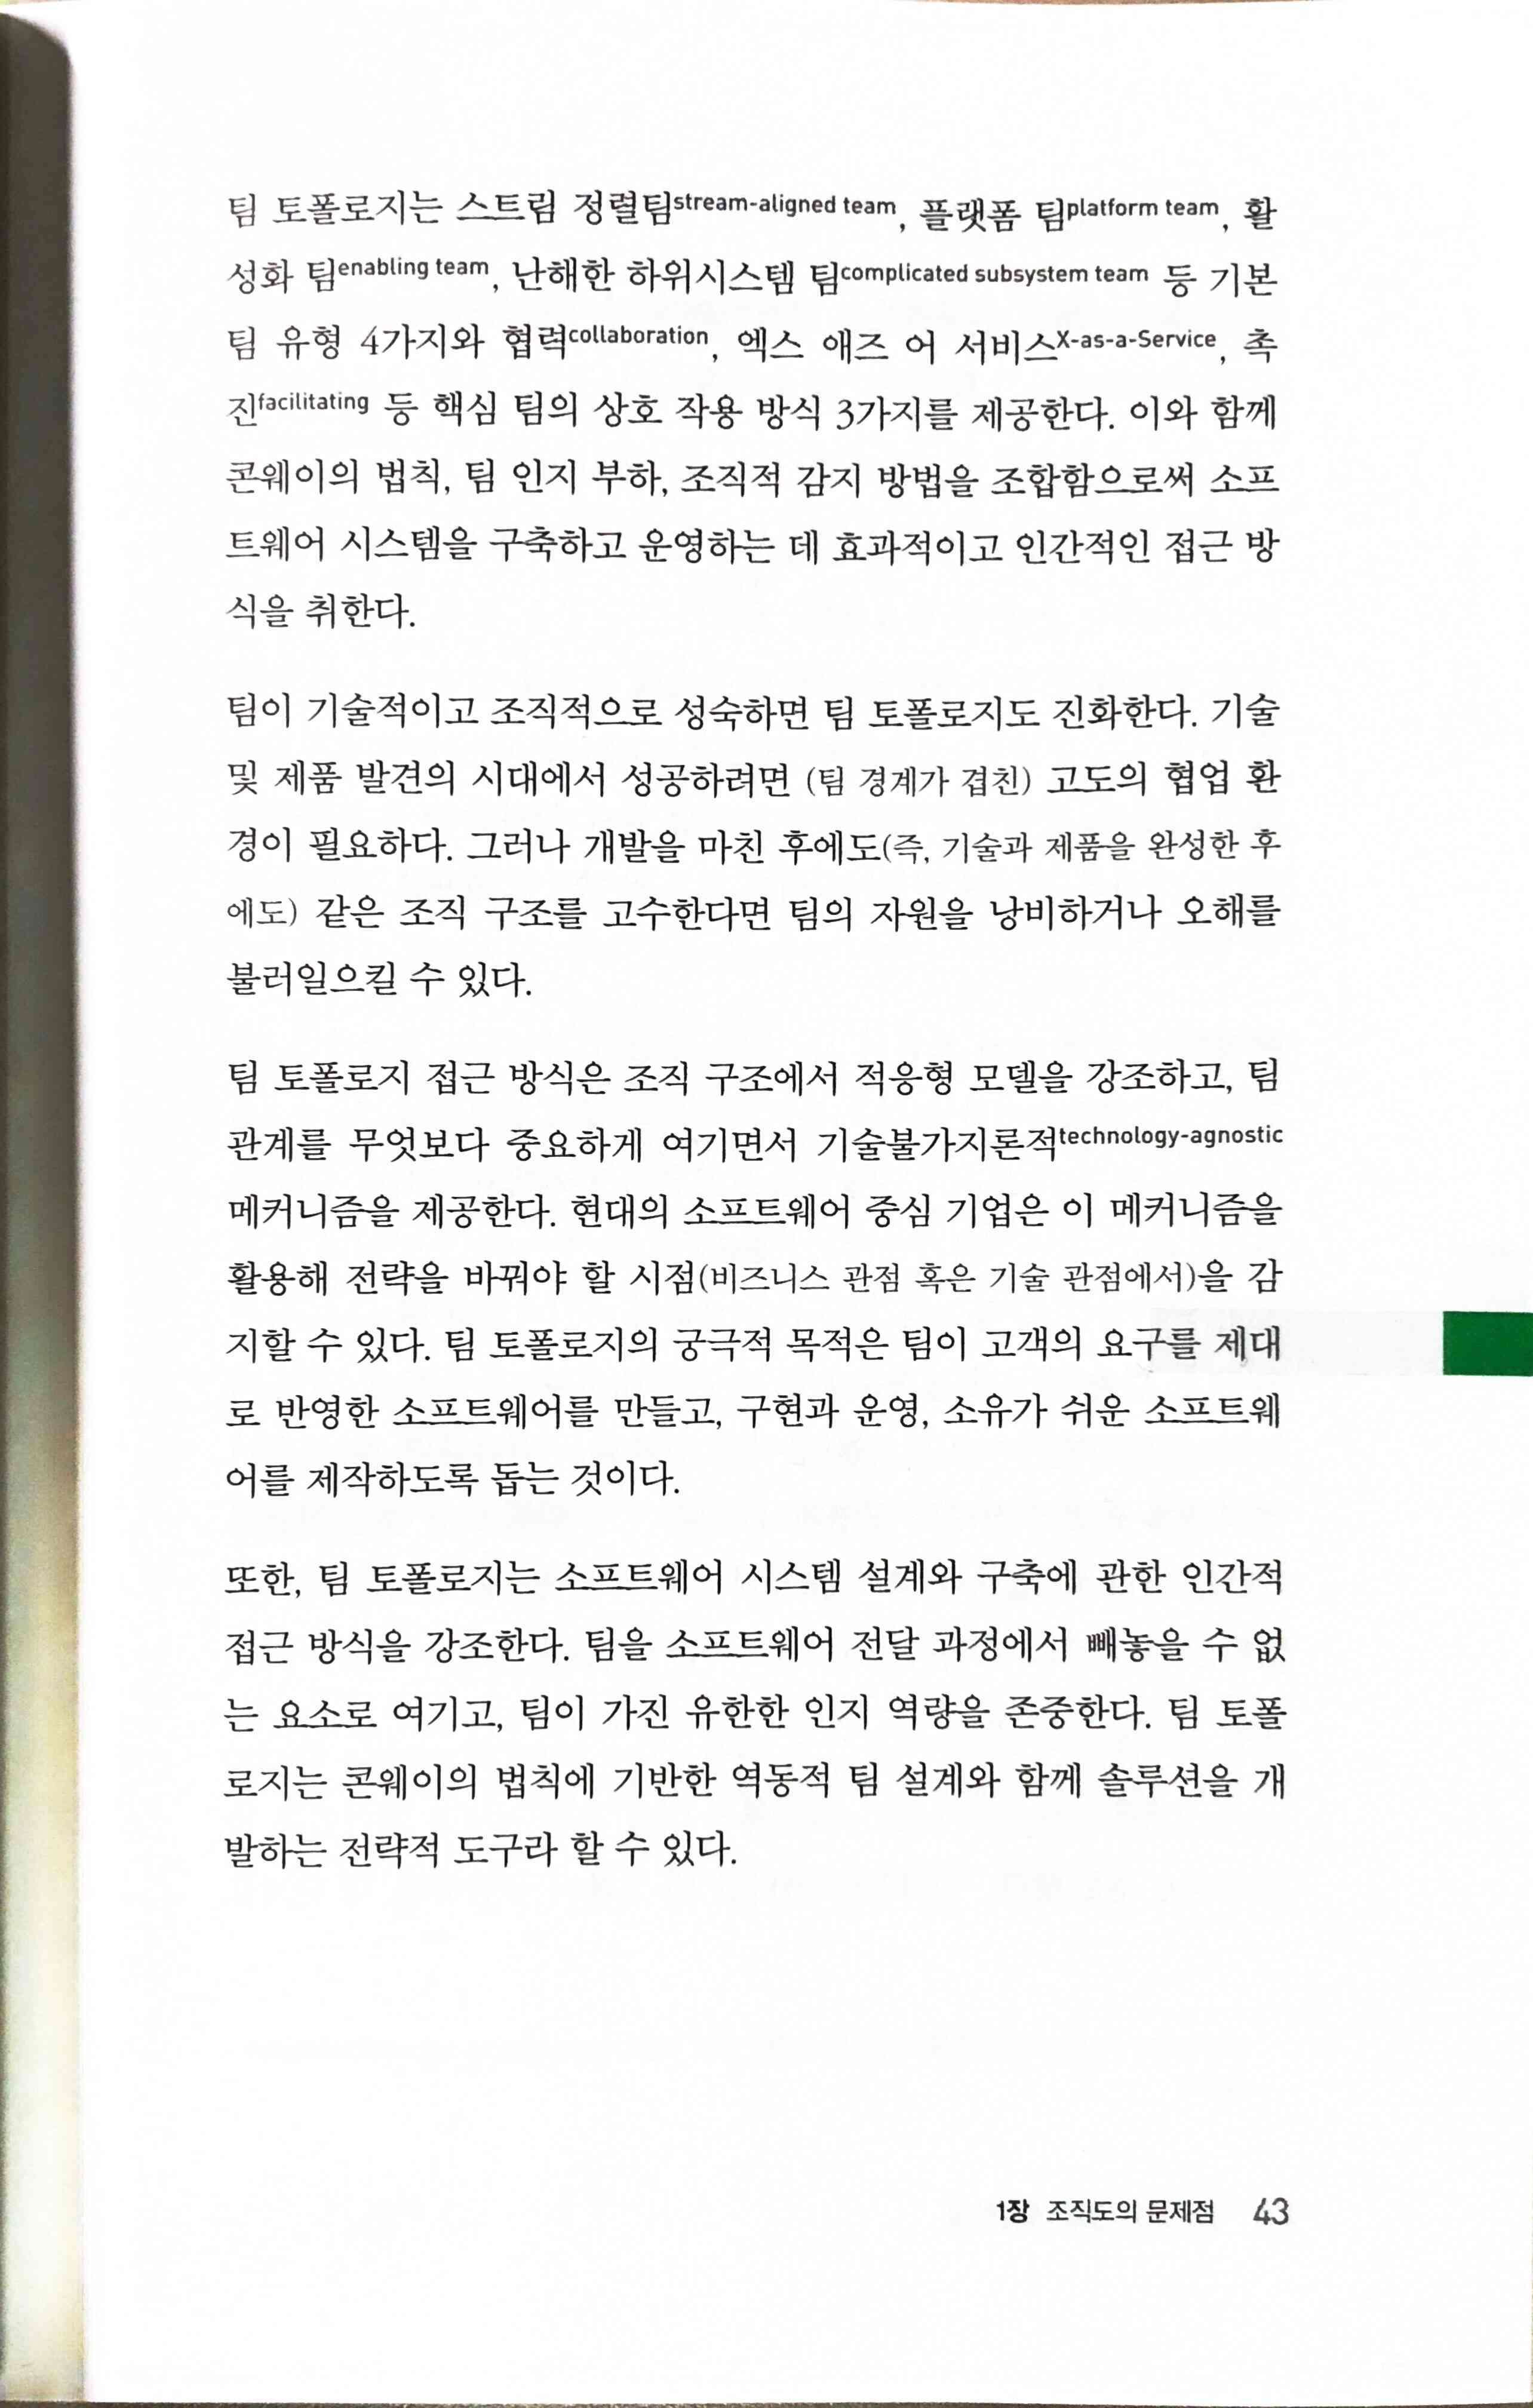 팀 토폴로지는 스트림 정렬팀stream-aligned team, 플랫폼 팀platform team, 활
성화 팀enabling team, 난해한 하위시스템 팀complicated subsystem team 등 기본
팀 유형 4가지와 협력collaboration, 엑스 애즈 어 서비스X-as-a-Service, 촉
진facilitating 등 핵심 팀의 상호 작용 방식 3가지를 제공한다. 이와 함께
콘웨이의 법칙, 팀 인지 부하, 조직적 감지 방법을 조합함으로써 소프
트웨어 시스템을 구축하고 운영하는 데 효과적이고 인간적인 접근 방
식을 취한다.
팀이 기술적이고 조직적으로 성숙하면 팀 토폴로지도 진화한다. 기술
및 제품 발견의 시대에서 성공하려면 (팀 경계가 겹친) 고도의 협업 환
경이 필요하다. 그러나 개발을 마친 후에도(즉, 기술과 제품을 완성한 후
에도) 같은 조직 구조를 고수한다면 팀의 자원을 낭비하거나 오해를
불러일으킬 수 있다.
팀 토폴로지 접근 방식은 조직 구조에서 적응형 모델을 강조하고, 팀
관계를 무엇보다 중요하게 여기면서 기술불가지론적technology-agnostic
메커니즘을 제공한다. 현대의 소프트웨어 중심 기업은 이 메커니즘을
활용해 전략을 바꿔야 할 시점(비즈니스 관점 혹은 기술 관점에서)을 감
지할 수 있다. 팀 토폴로지의 궁극적 목적은 팀이 고객의 요구를 제대
로 반영한 소프트웨어를 만들고, 구현과 운영, 소유가 쉬운 소프트웨
어를 제작하도록 돕는 것이다.
또한, 팀 토폴로지는 소프트웨어 시스템 설계와 구축에 관한 인간적
접근 방식을 강조한다. 팀을 소프트웨어 전달 과정에서 빼놓을 수 없
는 요소로 여기고, 팀이 가진 유한한 인지 역량을 존중한다. 팀 토폴
로지는 콘웨이의 법칙에 기반한 역동적 팀 설계와 함께 솔루션을 개
발하는 전략적 도구라 할 수 있다.
1장 조직도의 문제점 43